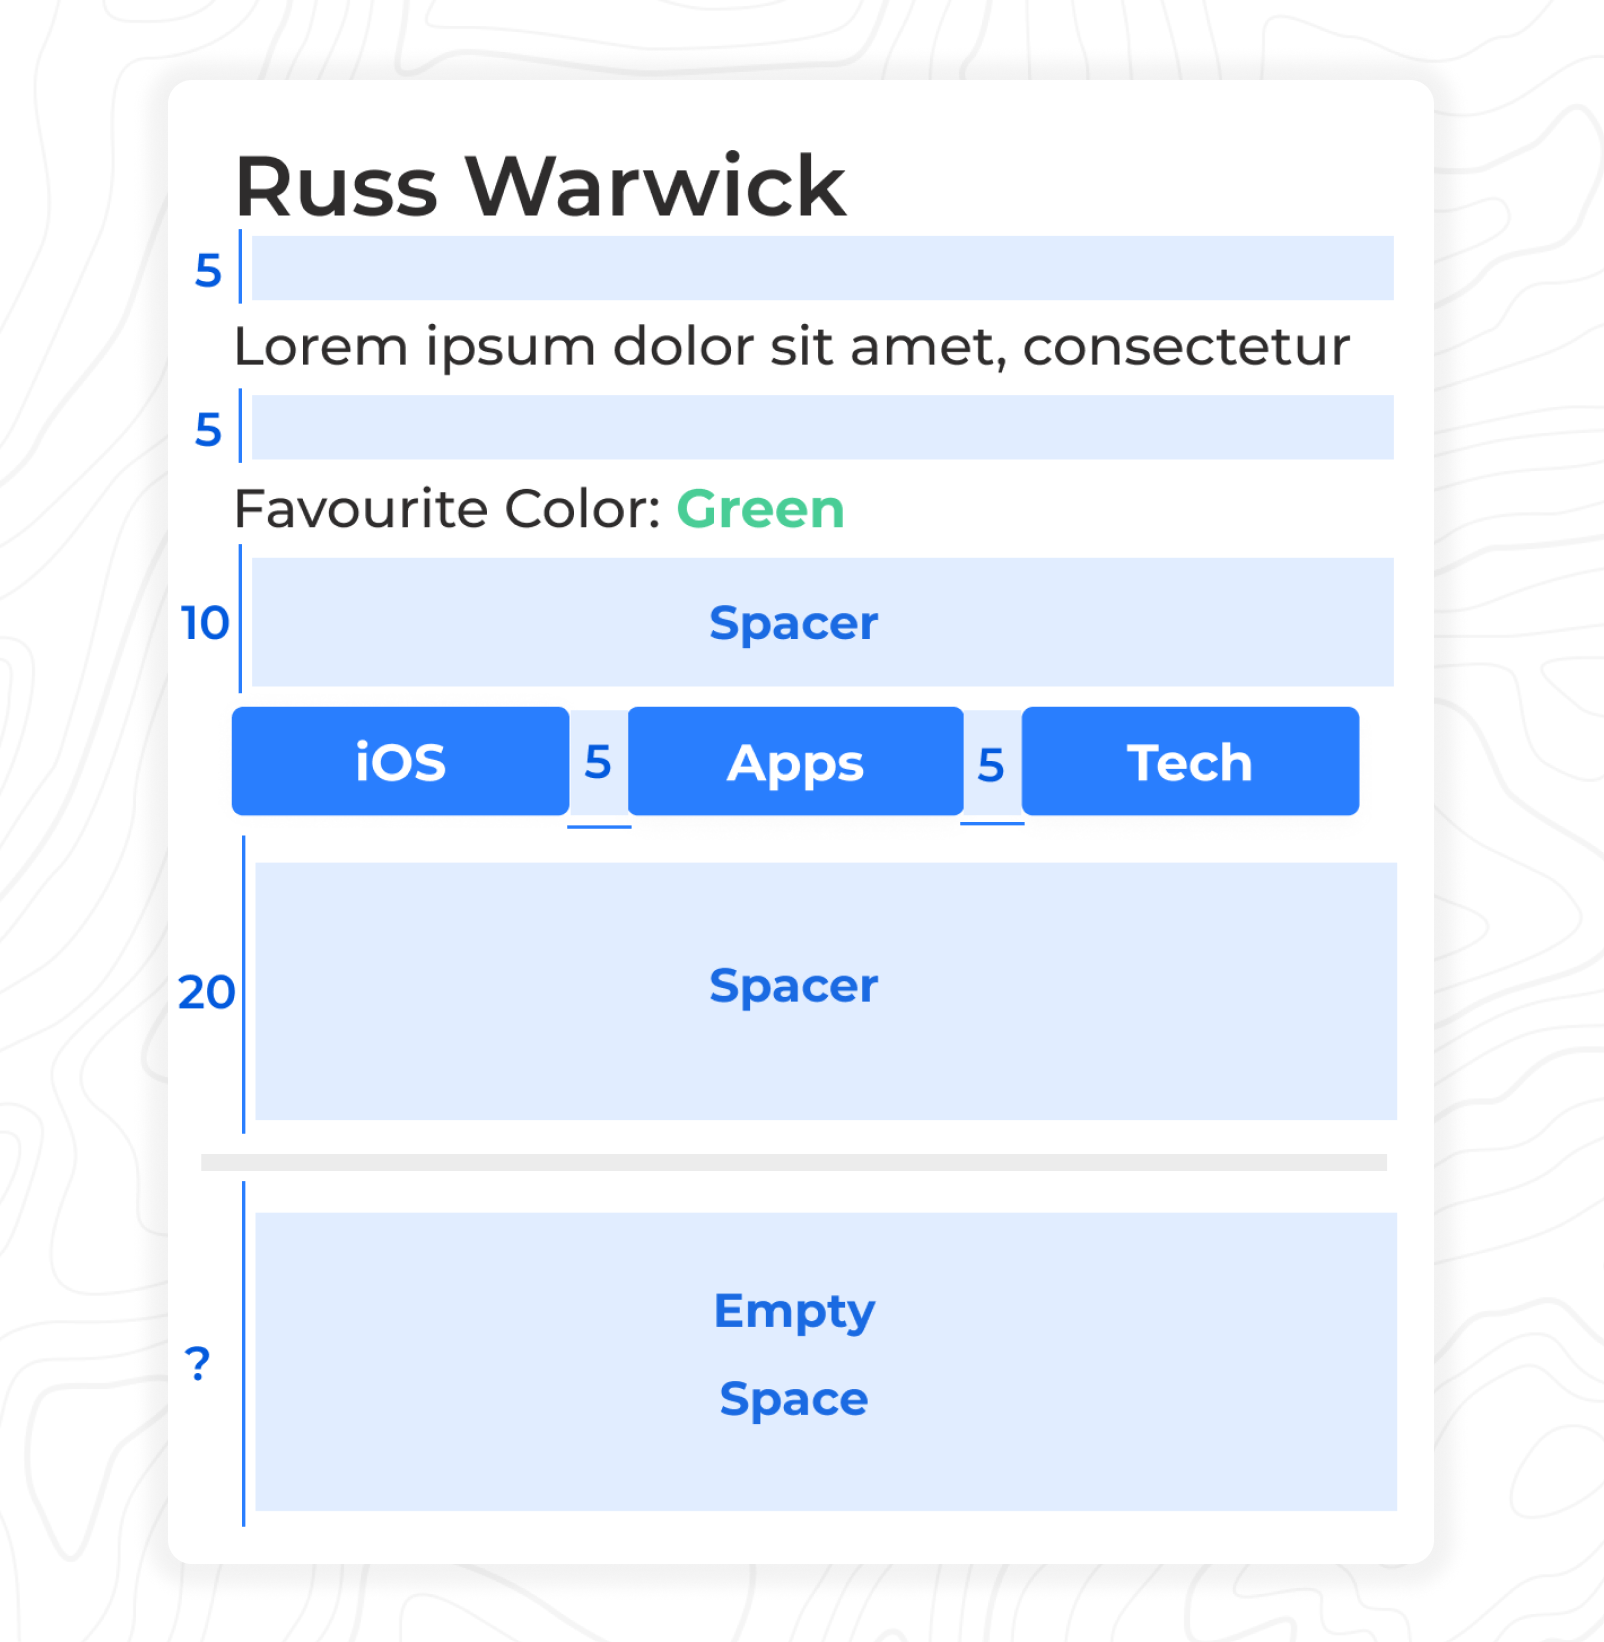 Russ Warwick
5
Lorem ipsum dolor sit amet, consectetur
5
Favourite Color: Green
10 Spacer
iOS 5 Apps 5 Tech
20 Spacer
Empty
?
Space